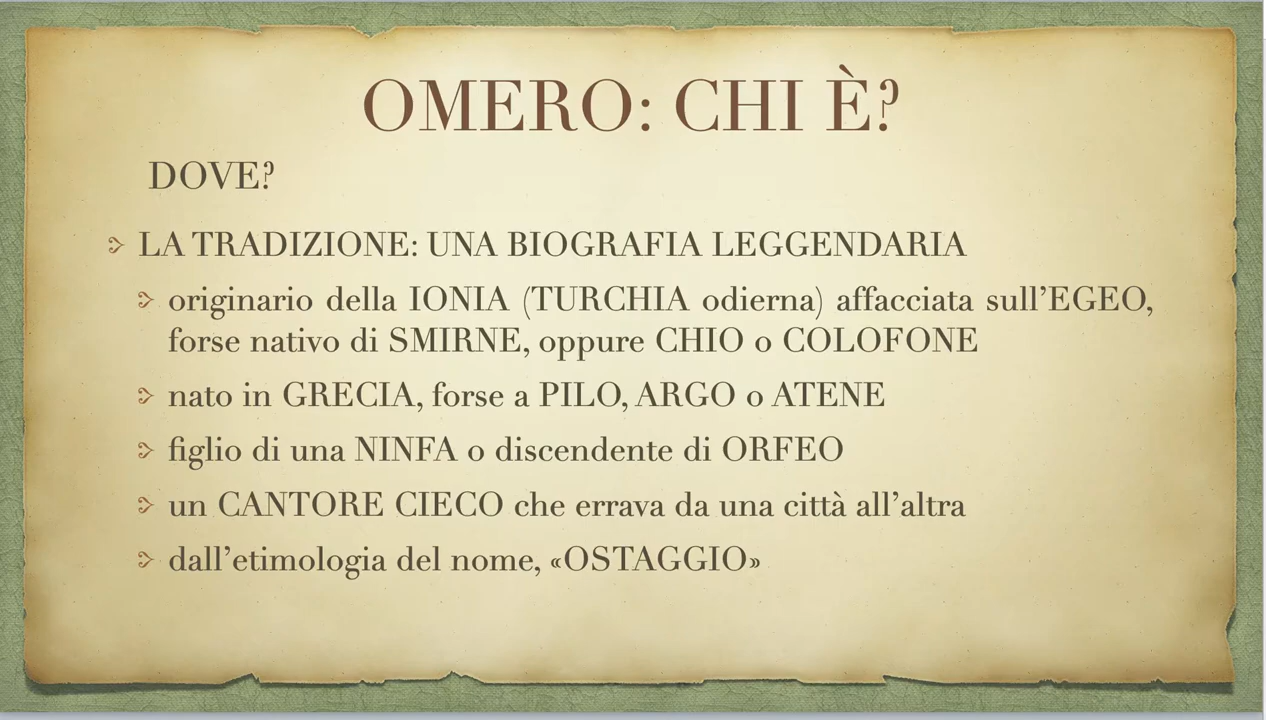 OMERO: CHI È?
DOVE?
LA TRADIZIONE: UNA BIOGRAFIA LEGGENDARIA
originario della IONIA (TURCHIA odierna) affacciata sull’EGEO,
forse nativo di SMIRNE, oppure CHIO o COLOFONE
nato in GRECIA, forse a PILO, ARGO o ATENE
figlio di una NINFA o discendente di ORFEO
un CANTORE CIECO che errava da una città all’altra
dall’etimologia del nome, «OSTAGGIO»